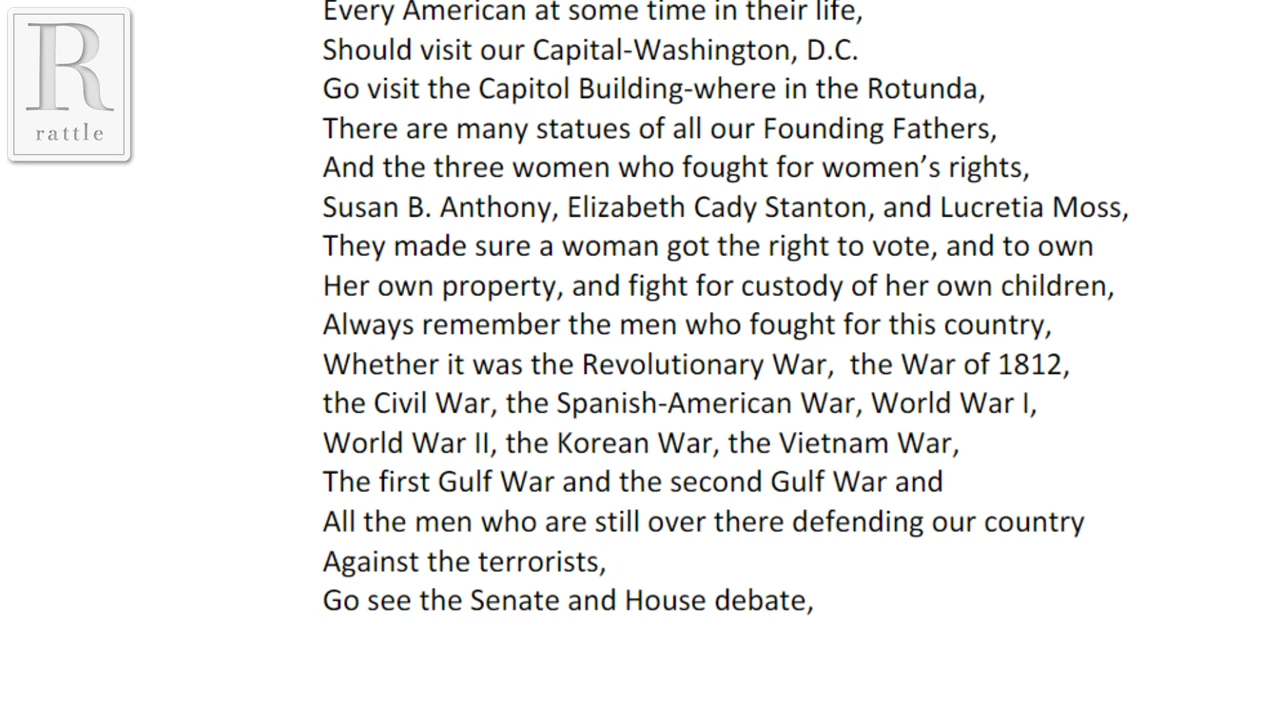 R
rattle
Every American at some time in their life,
Should visit our Capital-Washington, D.C.
Go visit the Capitol Building-where in the Rotunda,
There are many statues of all our Founding Fathers,
And the three women who fought for women’s rights,
Susan B. Anthony, Elizabeth Cady Stanton, and Lucretia Moss,
They made sure a woman got the right to vote, and to own
Her own property, and fight for custody of her own children,
Always remember the men who fought for this country,
Whether it was the Revolutionary War,  the War of 1812,
the Civil War, the Spanish-American War, World War I,
World War II, the Korean War, the Vietnam War,
The first Gulf War and the second Gulf War and
All the men who are still over there defending our country
Against the terrorists,
Go see the Senate and House debate,